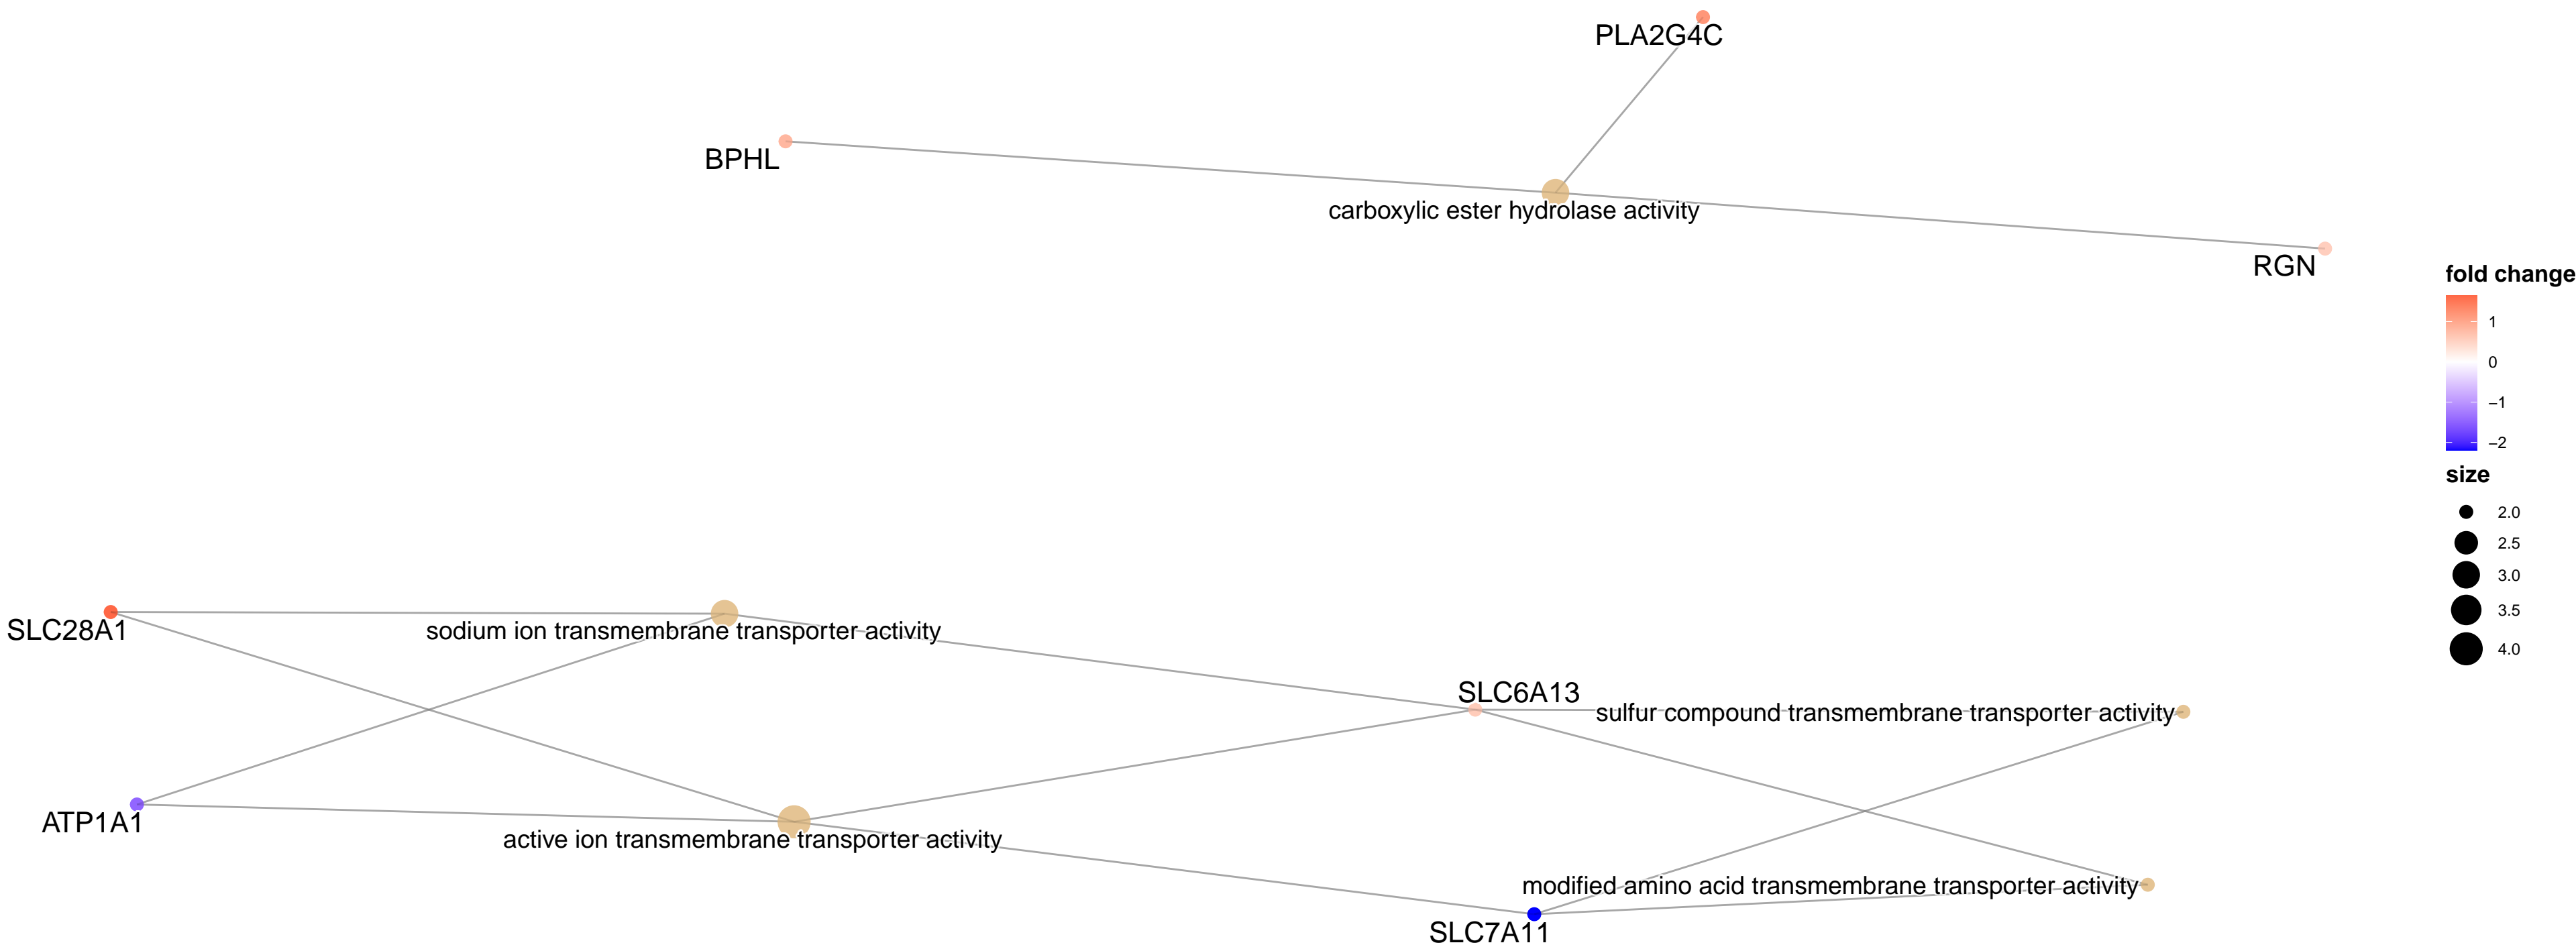 PLA2G4C
BPHL
carboxylic ester hydrolase activity
RGN
fold change
1
0
−1
−2
size
2.0
2.5
3.0
3.5
4.0
SLC28A1
sodium ion transmembrane transporter activity
SLC6A13
sulfur compound transmembrane transporter activity
ATP1A1
active ion transmembrane transporter activity
modified amino acid transmembrane transporter activity
SLC7A11